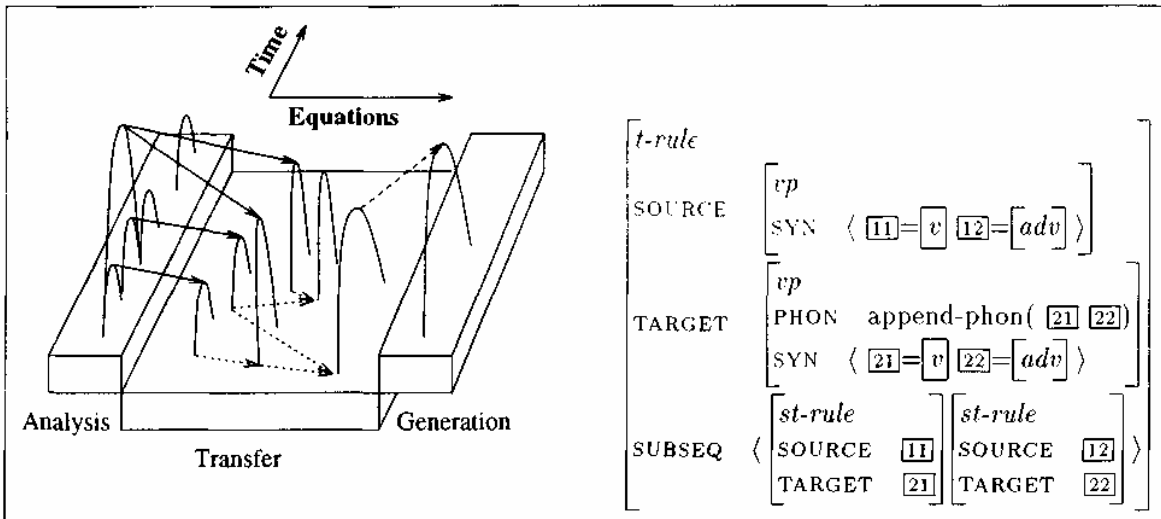 Time
Equations
Analysis
Generation
Transfer
t-rule
SOURCE
vp
SYN ⟨ 11=[v] 12=[adv] ⟩
TARGET
vp
PHON append-phon( 21 22)
SYN ⟨ 21=[v] 22=[adv] ⟩
SUBSEQ ⟨ [st-rule] [st-rule] ⟩
SOURCE 11 SOURCE 12
TARGET 21 TARGET 22